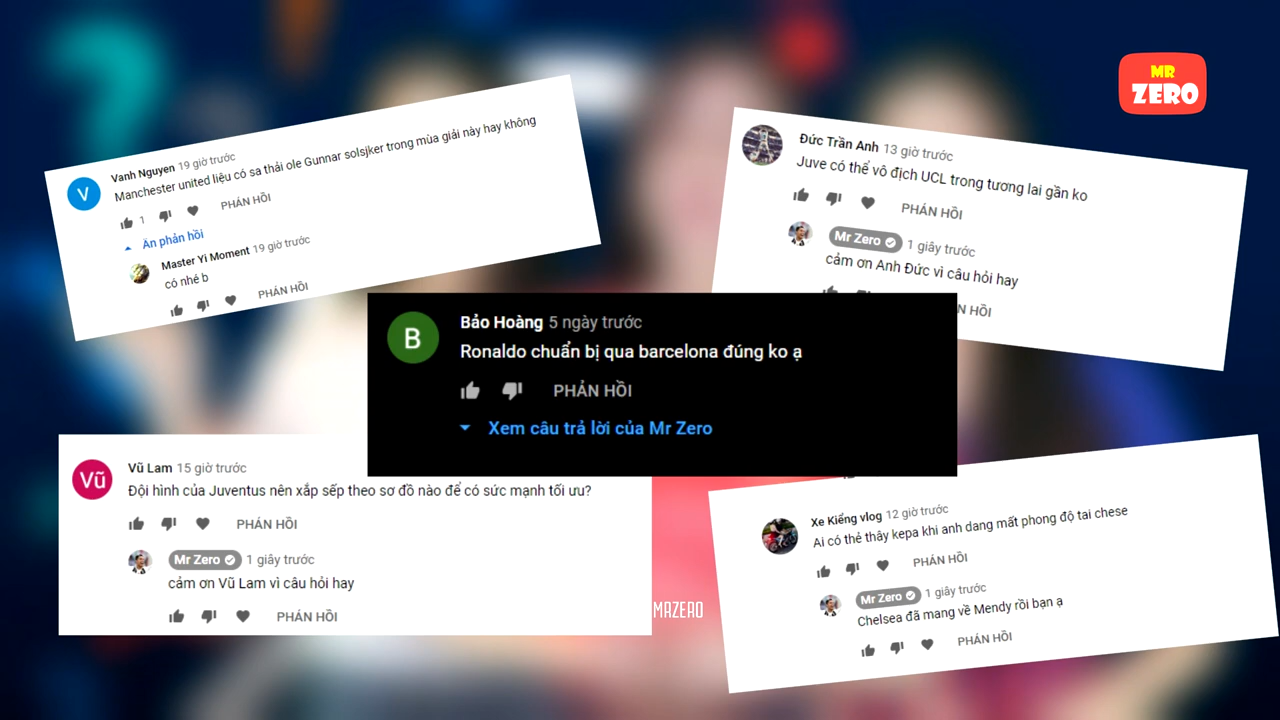 MR
ZERO
Vanh Nguyen 19 giờ trước
Manchester united liệu có sa thải ole Gunnar solsjker trong mùa giải này hay không
1 PHẢN HỒI
Ẩn phản hồi
Master Yi Moment 19 giờ trước
có nhé b
PHẢN HỒI
Đức Trần Anh 13 giờ trước
Juve có thể vô địch UCL trong tương lai gần ko
PHẢN HỒI
Mr Zero 1 giây trước
cảm ơn Anh Đức vì câu hỏi hay
N HỒI
B
Bảo Hoàng 5 ngày trước
Ronaldo chuẩn bị qua barcelona đúng ko ạ
PHẢN HỒI
Xem câu trả lời của Mr Zero
Vũ
Vũ Lam 15 giờ trước
Đội hình của Juventus nên xắp sếp theo sơ đồ nào để có sức mạnh tối ưu?
PHẢN HỒI
Mr Zero 1 giây trước
cảm ơn Vũ Lam vì câu hỏi hay
PHẢN HỒI
Xe Kiểng vlog 12 giờ trước
Ai có thẻ thây kepa khi anh dang mất phong độ tai chese
PHẢN HỒI
Mr Zero 1 giây trước
Chelsea đã mang về Mendy rồi bạn ạ
PHẢN HỒI
MRZERO
V